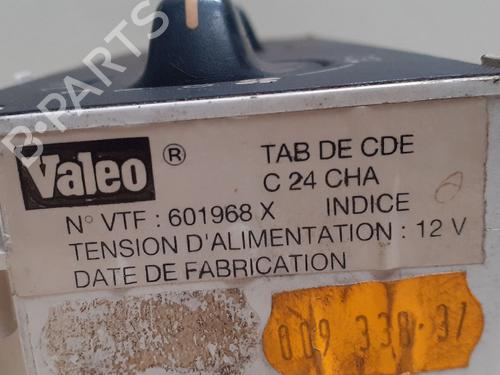 B-PARTS
Valeo ® TAB DE CDE
C 24 CHA
N° VTF : 601968 X INDICE
TENSION D'ALIMENTATION : 12 V
DATE DE FABRICATION
009 338.37